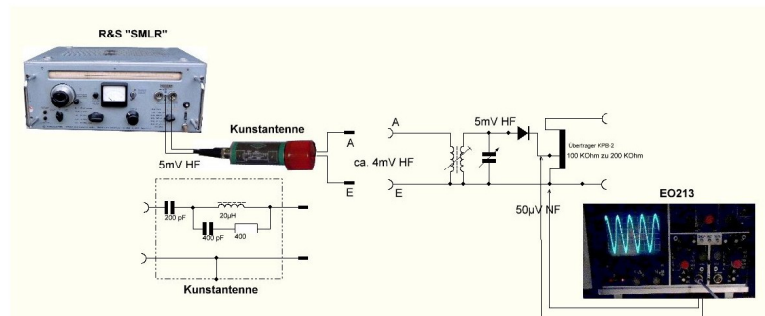 R&S "SMLR"
Kunstantenne
5mV HF
A
E
ca. 4mV HF
A
E
5mV HF
Übertrager KPB-2
100 KOhm zu 200 KOhm
50µV NF
EO213
200 pF
20µH
400 pF
400
Kunstantenne